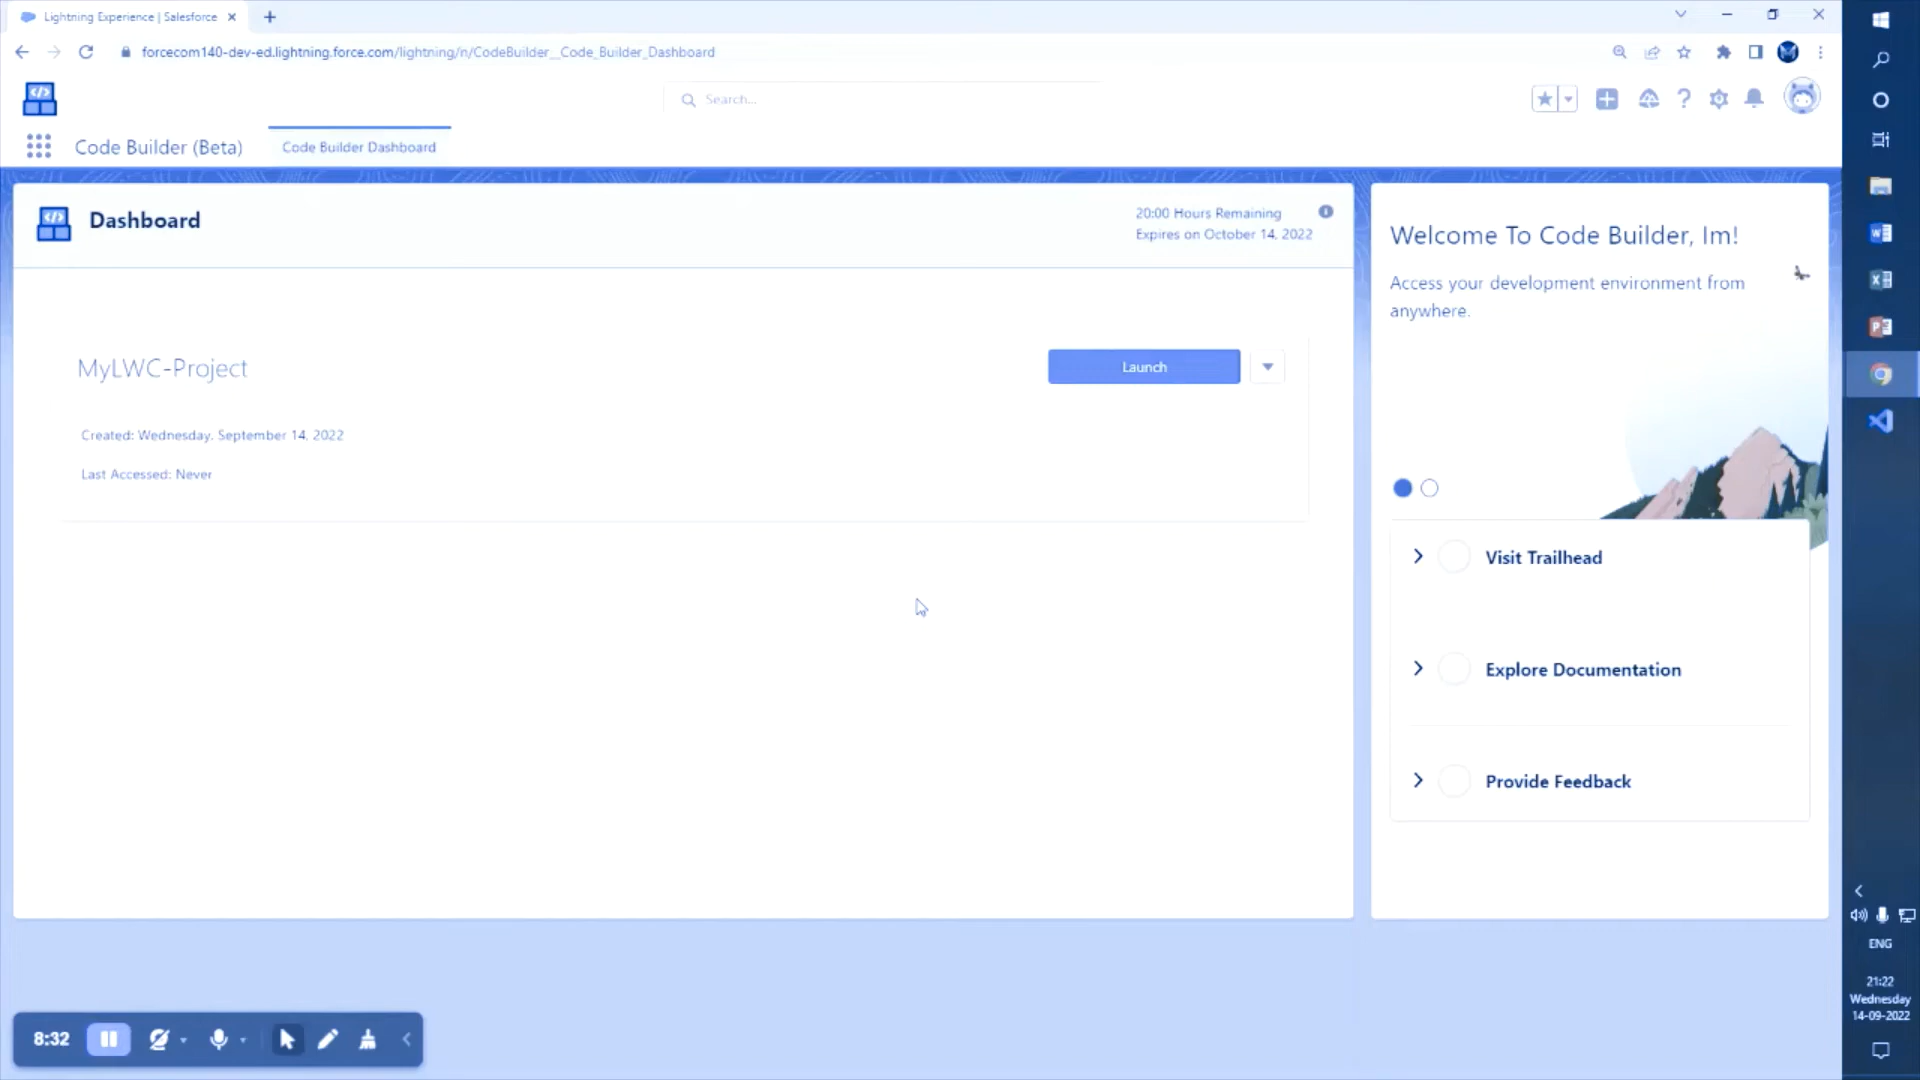 Lightning Experience | Salesforce
forcecom140-dev-ed.lightning.force.com/lightning/n/CodeBuilder__Code_Builder_Dashboard
Search...
Code Builder (Beta)
Code Builder Dashboard
Dashboard
20:00 Hours Remaining
Expires on October 14, 2022
MyLWC-Project
Launch
Created: Wednesday, September 14, 2022
Last Accessed: Never
Welcome To Code Builder, Im!
Access your development environment from
anywhere.
Visit Trailhead
Explore Documentation
Provide Feedback
8:32
ENG
21:22
Wednesday
14-09-2022